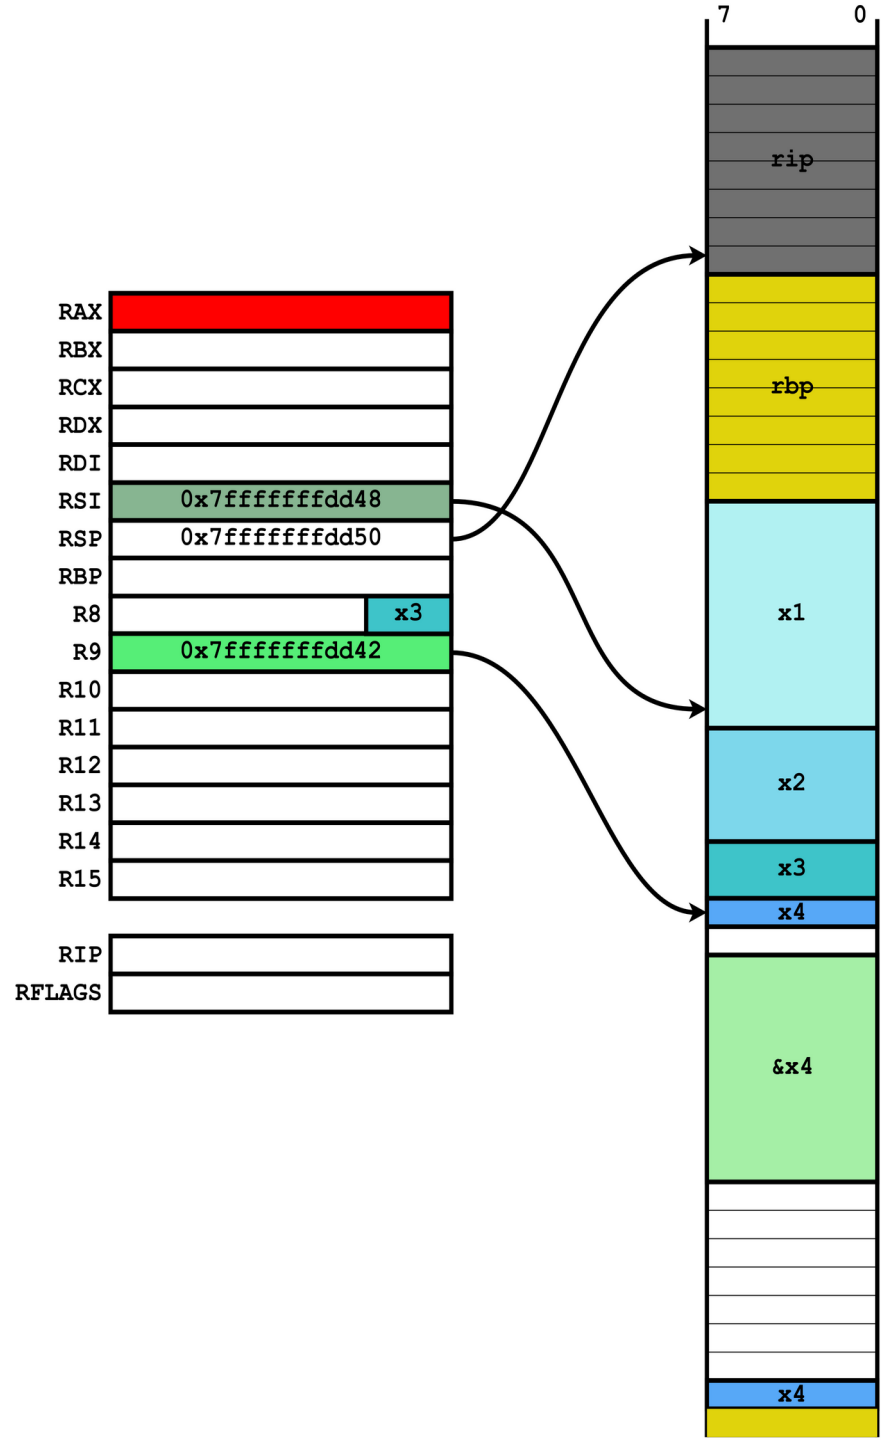 7 0
rip
rbp
x1
x2
x3
x4
&x4
x4
RAX
RBX
RCX
RDX
RDI
RSI 0x7fffffffdd48
RSP 0x7fffffffdd50
RBP
R8 x3
R9 0x7fffffffdd42
R10
R11
R12
R13
R14
R15
RIP
RFLAGS